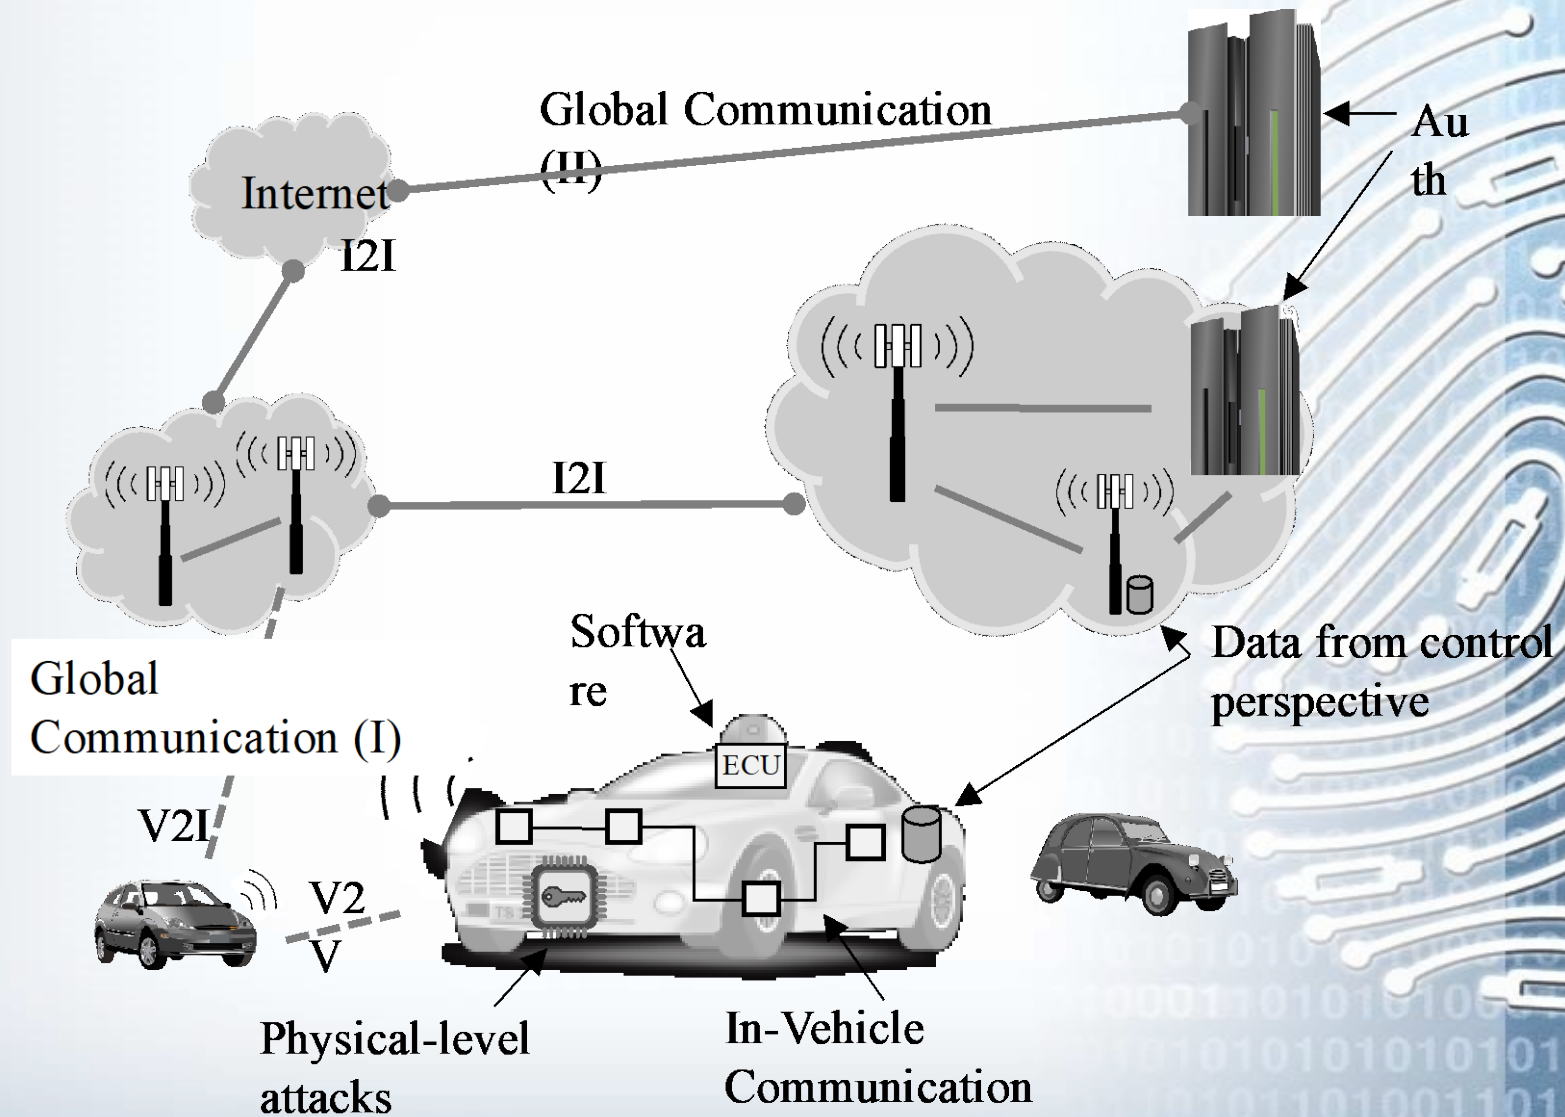 Global Communication
(II)
Au
th
Internet
I2I
I2I
Softwa
re
Data from control
perspective
Global
Communication (I)
ECU
V2I
V2
V
TS
Physical-level
attacks
In-Vehicle
Communication